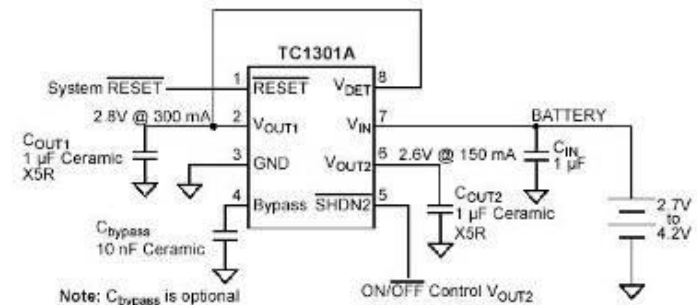 TC1301A
System RESET
1
RESET
VDET
8
2.8V @ 300 mA
2
VOUT1
VIN
7
BATTERY
COUT1
1 µF Ceramic
X5R
3
GND
VOUT2
6
2.6V @ 150 mA
CIN
1 µF
4
Bypass
SHDN2
5
COUT2
1 µF Ceramic
X5R
2.7V
to
4.2V
Cbypass
10 nF Ceramic
Note: Cbypass is optional
ON/OFF Control VOUT2